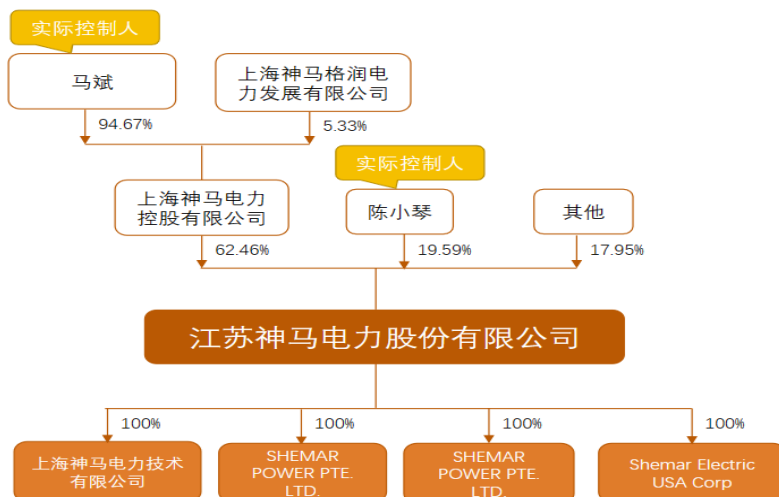 实际控制人
马斌
上海神马格润电
力发展有限公司
94.67%
5.33%
实际控制人
上海神马电力
控股有限公司
陈小琴
其他
62.46%
19.59%
17.95%
江苏神马电力股份有限公司
100%
100%
100%
100%
上海神马电力技术
有限公司
SHEMAR
POWER PTE.
LTD.
SHEMAR
POWER PTE.
LTD.
Shemar Electric
USA Corp